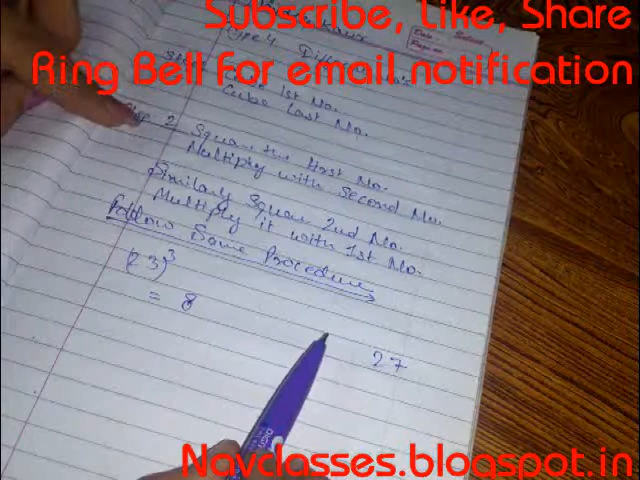 Subscribe, Like, Share
Type 4
Ring Bell For email notification
Cube 1st No.
Cube Last No.
Step 2 Square the First No.
Multiply with Second No.
Similarly Square 2nd No.
Multiply it with 1st No.
Follow Same Procedure
(23)³
= 8
27
Navclasses.blogspot.in